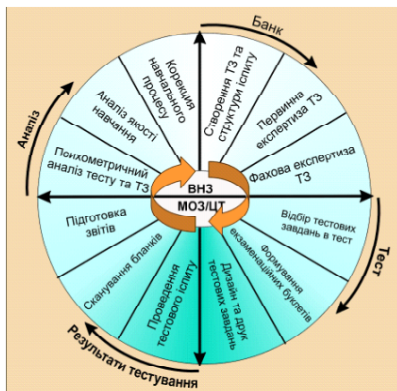 Банк
Створення ТЗ та
структури іспиту
Первинна
експертиза ТЗ
Фахова експертиза
ТЗ
Тест
Відбір тестових
завдань в тест
Формування
екзаменаційних буклетів
Дизайн та друк
тестових завдань
Результати тестування
Проведення
тестового іспиту
Сканування бланків
Підготовка
звітів
Аналіз
Психометричний
аналіз тесту та ТЗ
Аналіз якості
навчання
Корекція
навчального
процесу
ВНЗ
МОЗ/ЦТ